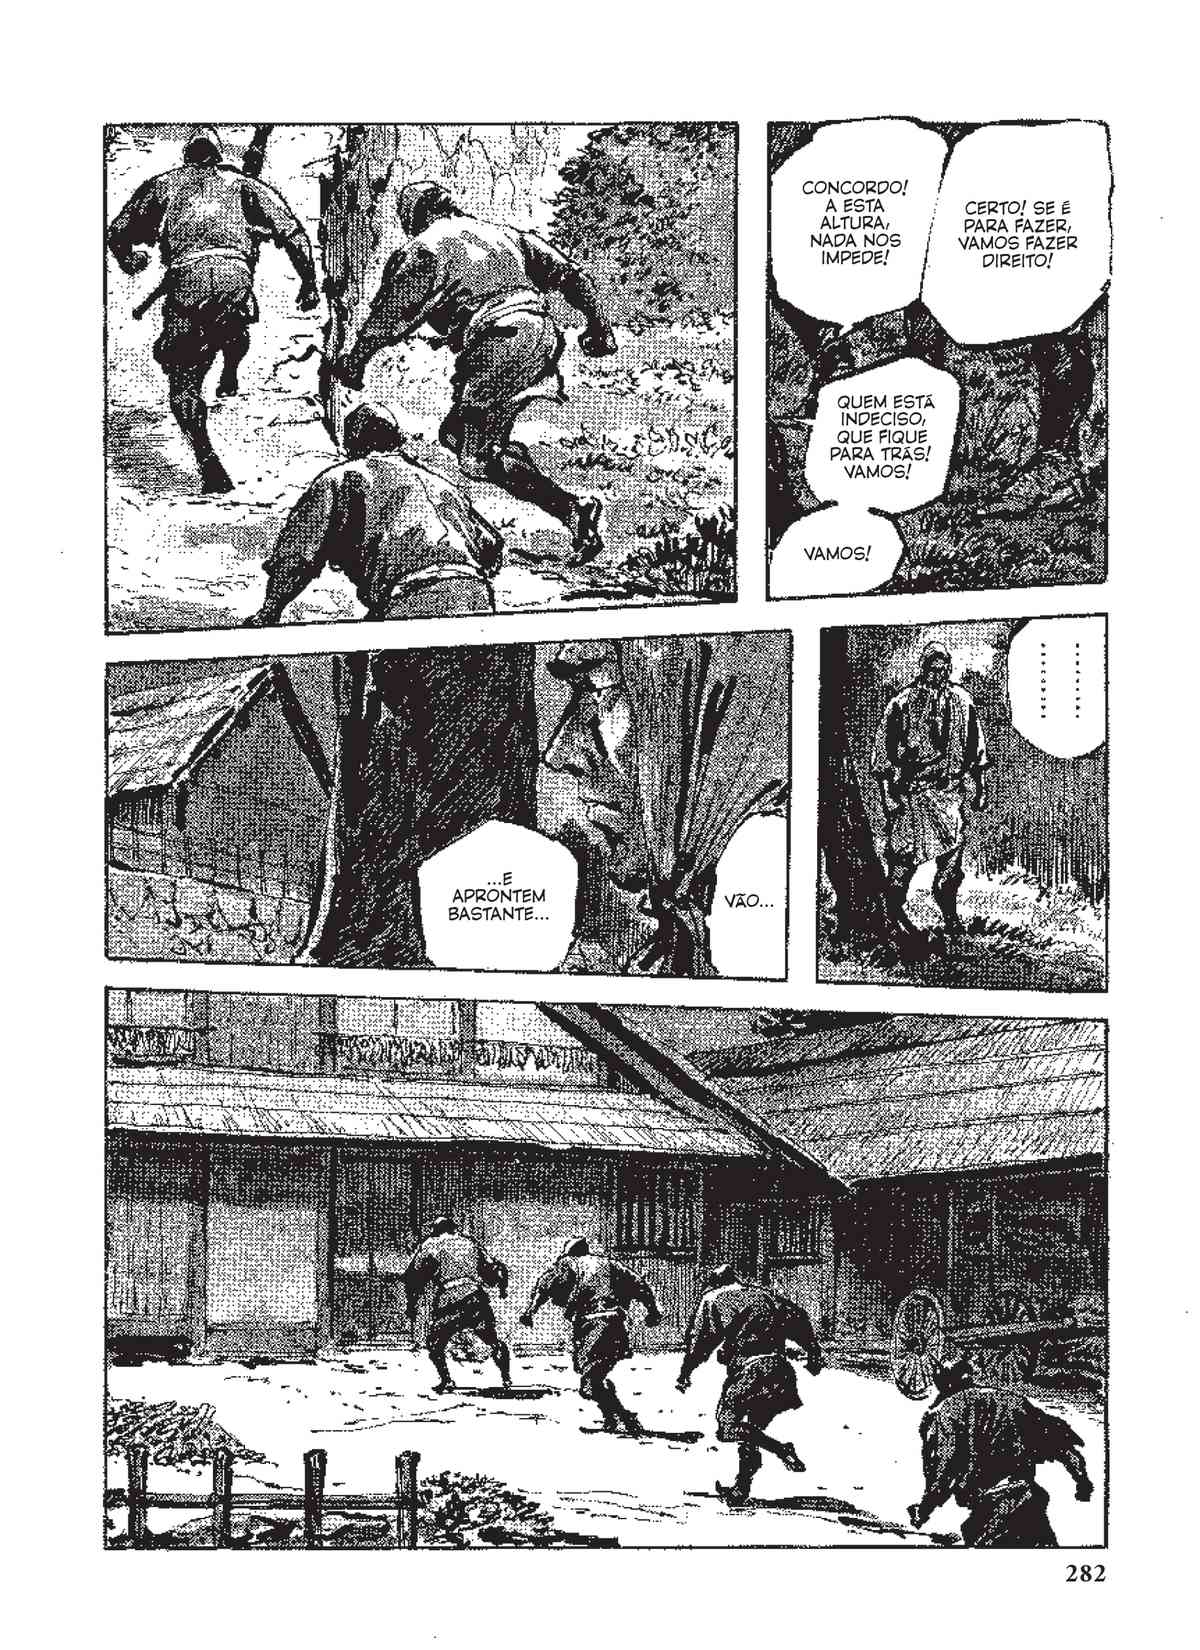 CERTO! SE É
PARA FAZER,
VAMOS FAZER
DIREITO!
CONCORDO!
A ESTA
ALTURA,
NADA NOS
IMPEDE!
QUEM ESTÁ
INDECISO,
QUE FIQUE
PARA TRÁS!
VAMOS!
VAMOS!
VÃO...
...E
APRONTEM
BASTANTE...
282